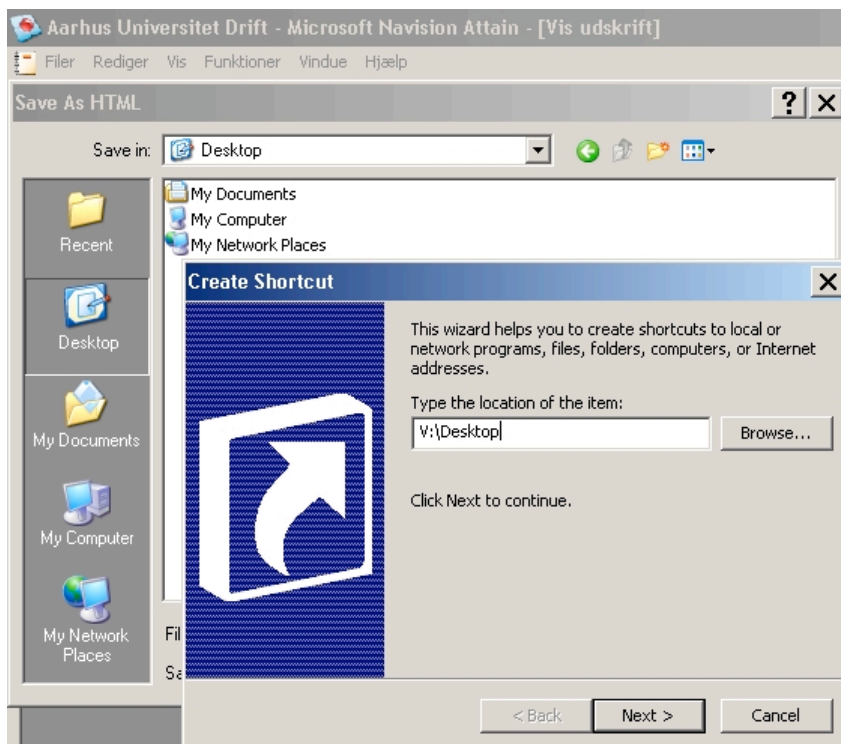 Aarhus Universitet Drift - Microsoft Navision Attain - [Vis udskrift]
Filer Rediger Vis Funktioner Vindue Hjælp
Save As HTML
Save in: Desktop
My Documents
My Computer
My Network Places
Recent
Desktop
My Documents
My Computer
My Network
Places
Fil
Sa
Create Shortcut
This wizard helps you to create shortcuts to local or
network programs, files, folders, computers, or Internet
addresses.
Type the location of the item:
V:\Desktop
Browse...
Click Next to continue.
< Back Next > Cancel